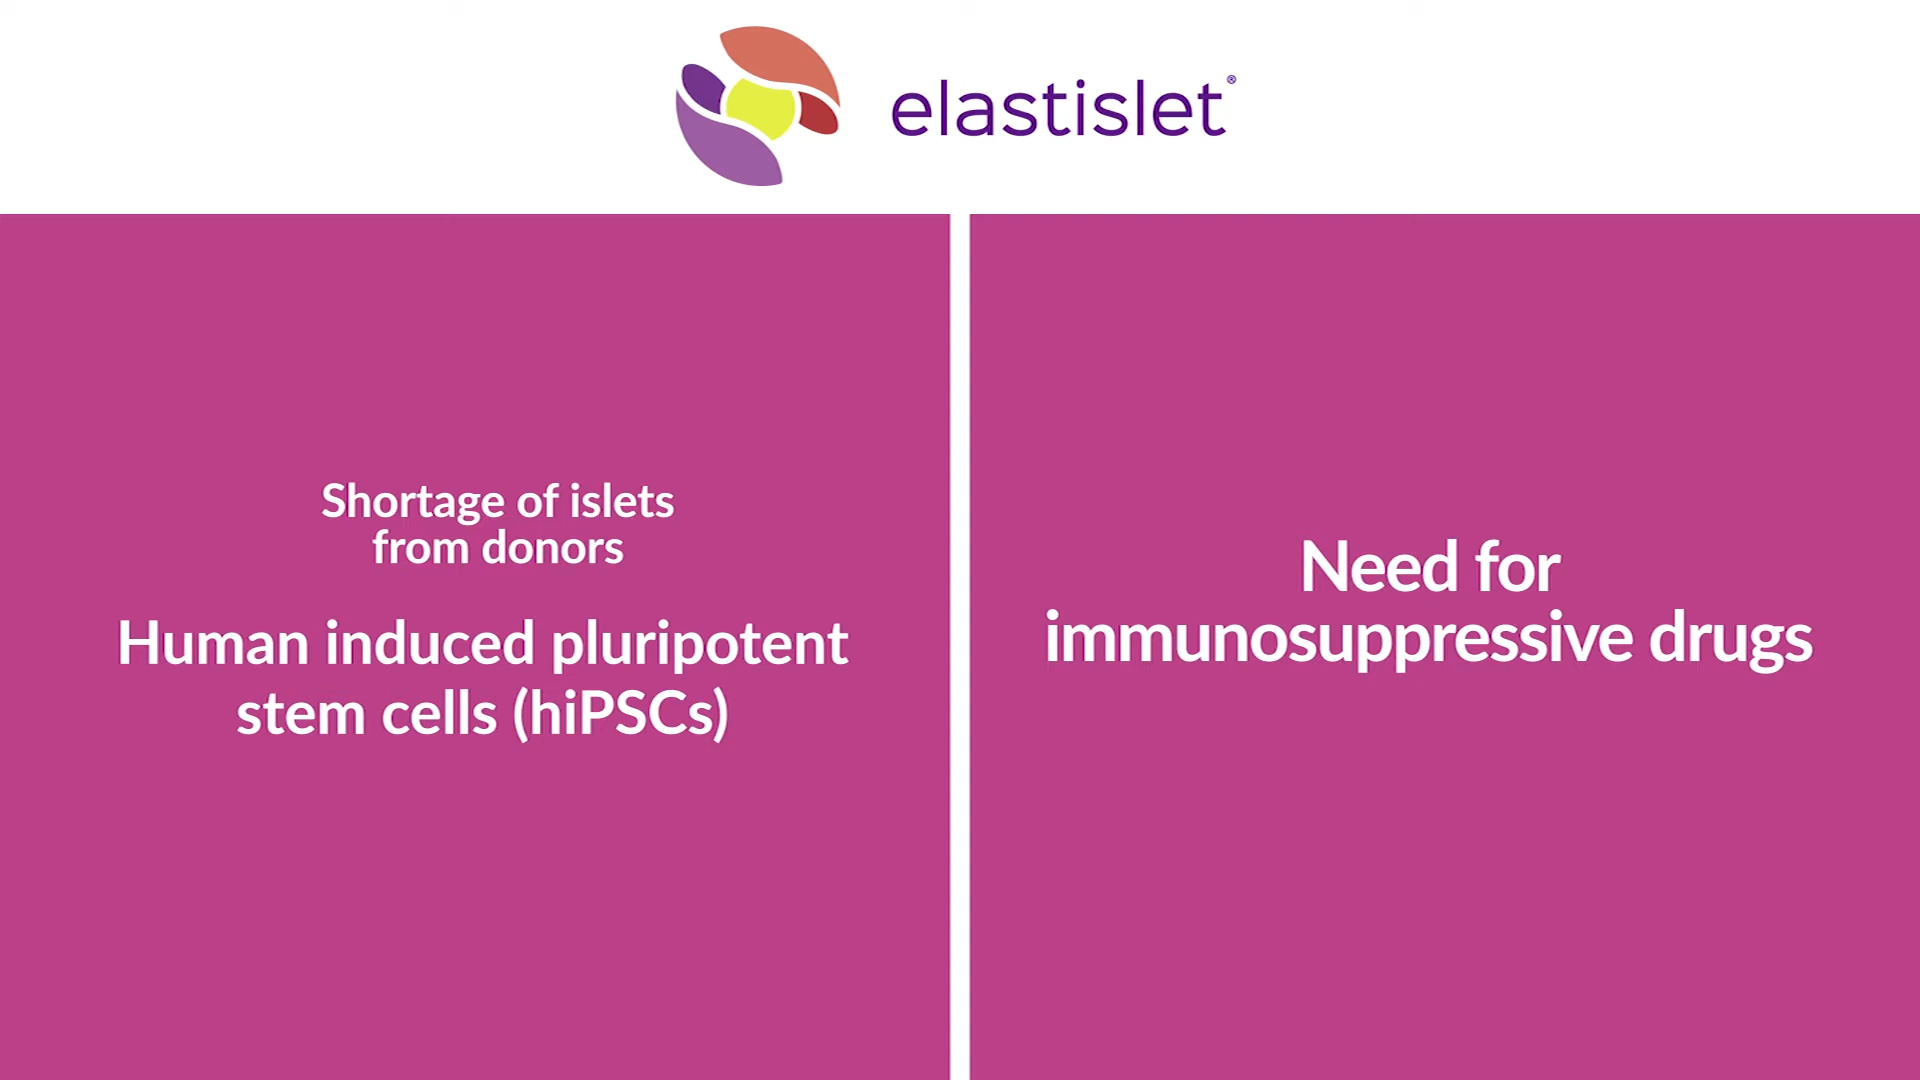 elastislet®
Shortage of islets
from donors
Human induced pluripotent
stem cells (hiPSCs)
Need for
immunosuppressive drugs